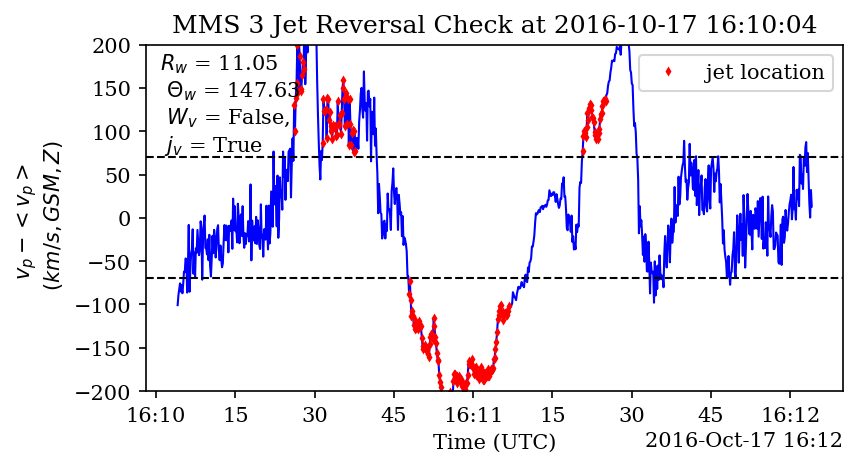 MMS 3 Jet Reversal Check at 2016-10-17 16:10:04
R_w = 11.05
Θ_w = 147.63
W_v = False,
j_v = True
jet location
v_p − < v_p >
(km/s, GSM, Z)
200
150
100
50
0
−50
−100
−150
−200
16:10 15 30 45 16:11 15 30 45 16:12
Time (UTC)
2016-Oct-17 16:12